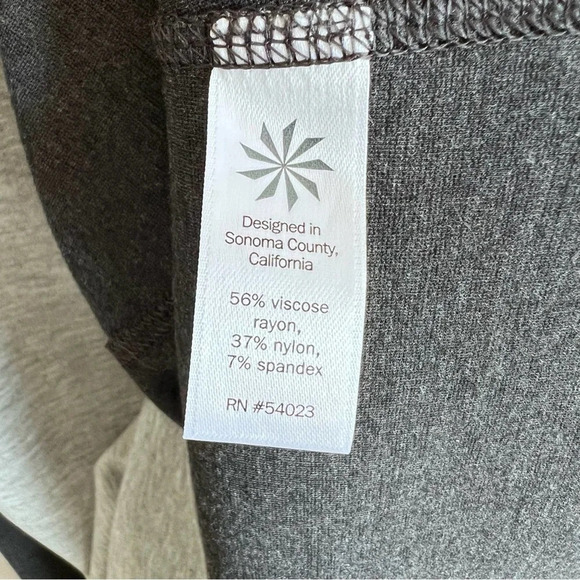 Designed in
Sonoma County,
California
56% viscose
rayon,
37% nylon,
7% spandex
RN #54023